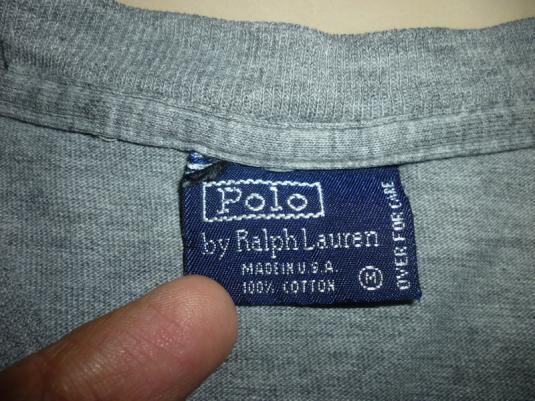 Polo
by Ralph Lauren
MADE IN U.S.A.
100% COTTON
M
OVER FOR CARE